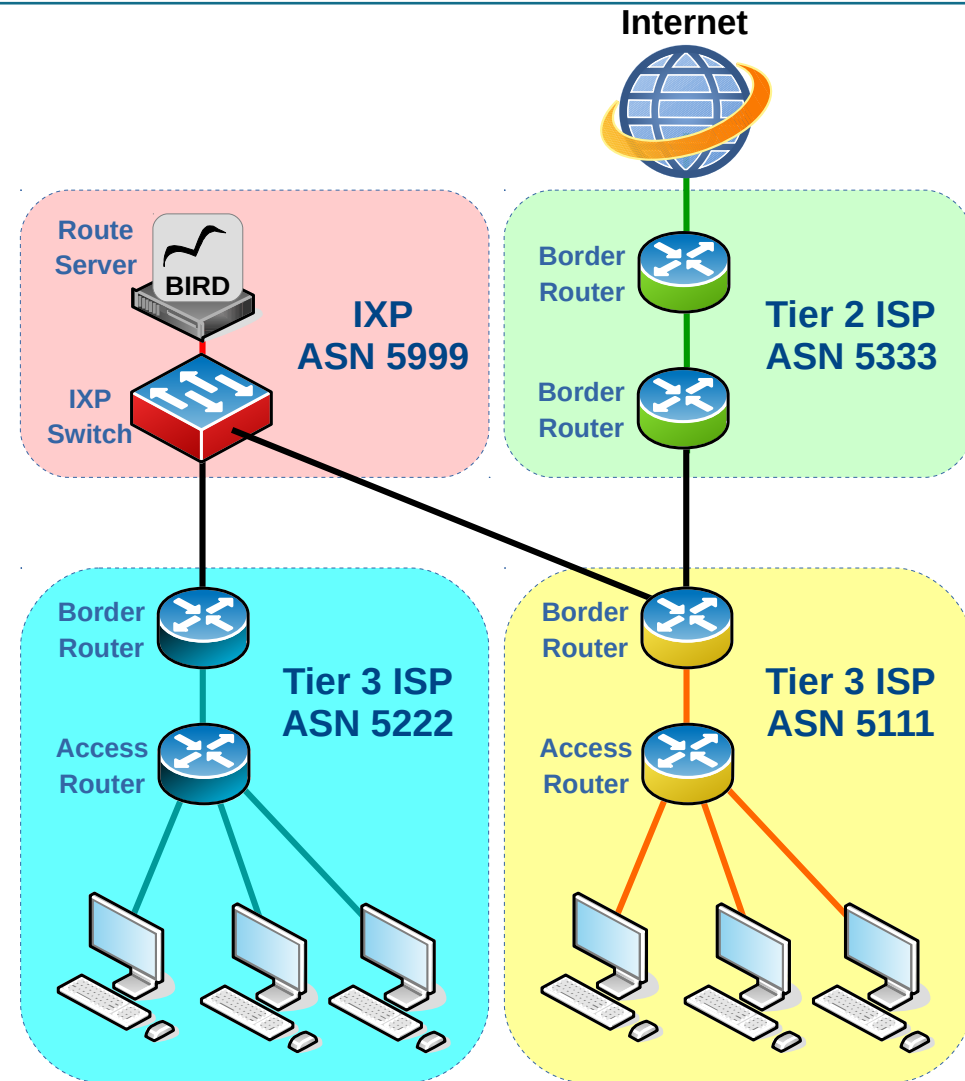 Internet
Route
Server
BIRD
IXP
ASN 5999
IXP
Switch
Border
Router
Tier 2 ISP
ASN 5333
Border
Router
Border
Router
Tier 3 ISP
ASN 5222
Access
Router
Border
Router
Tier 3 ISP
ASN 5111
Access
Router